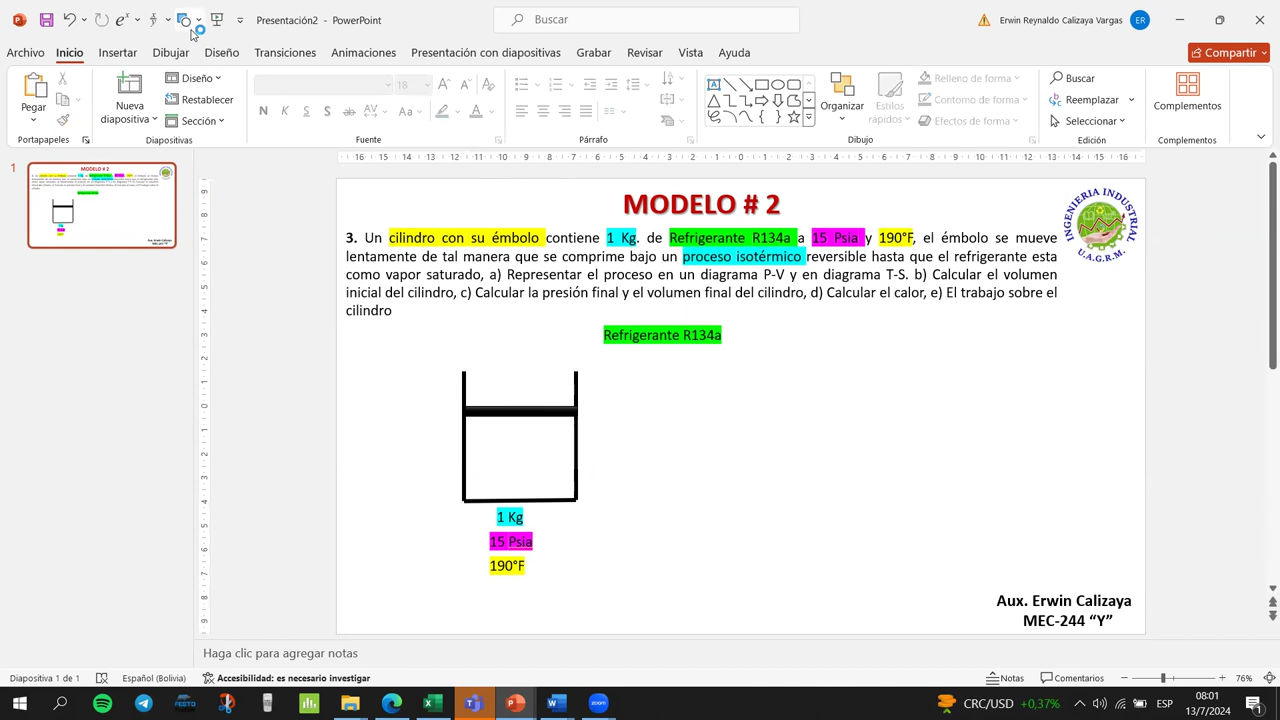 Presentación2 - PowerPoint
Buscar
Erwin Reynaldo Calizaya Vargas
ER
Archivo Inicio Insertar Dibujar Diseño Transiciones Animaciones Presentación con diapositivas Grabar Revisar Vista Ayuda
Compartir
Pegar
Nueva diapositiva
Diseño
Restablecer
Sección
18
Organizar
Estilos rápidos
Relleno de forma
Contorno de forma
Efectos de forma
Buscar
Reemplazar
Seleccionar
Complementos
Portapapeles Diapositivas Fuente Párrafo Dibujo Edición Complementos
1
MODELO # 2
3. Un cilindro con su émbolo contiene 1 Kg. de Refrigerante R134a a 15 Psia y 190°F, el émbolo se mueve
lentamente de tal manera que se comprime bajo un proceso isotérmico reversible hasta que el refrigerante esta
como vapor saturado, a) Representar el proceso en un diagrama P-V y en diagrama T-S. b) Calcular el volumen
inicial del cilindro, c) Calcular la presión final y el volumen final del cilindro, d) Calcular el calor, e) El trabajo sobre el
cilindro
INGENIERIA INDUSTRIAL
U.A.G.R.M.
Refrigerante R134a
1 Kg
15 Psia
190°F
Aux. Erwin Calizaya
MEC-244 “Y”
Haga clic para agregar notas
Diapositiva 1 de 1 Español (Bolivia) Accesibilidad: es necesario investigar Notas Comentarios 76%
FESTO
zoom
CRC/USD +0,37% ESP
08:01
13/7/2024